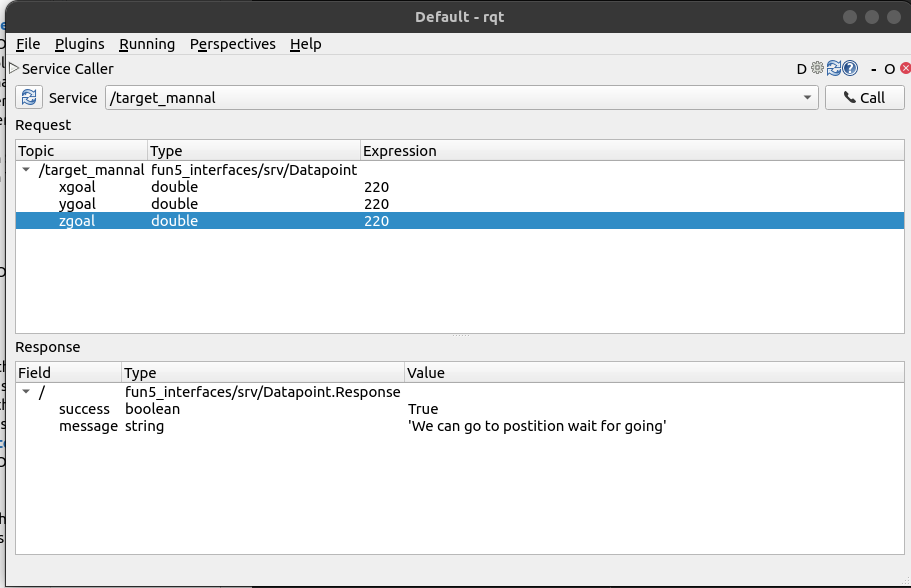 Default - rqt
File Plugins Running Perspectives Help
Service Caller D - O
Service /target_mannal Call
Request
Topic Type Expression
/target_mannal fun5_interfaces/srv/Datapoint
xgoal double 220
ygoal double 220
zgoal double 220
Response
Field Type Value
/ fun5_interfaces/srv/Datapoint.Response
success boolean True
message string 'We can go to postition wait for going'